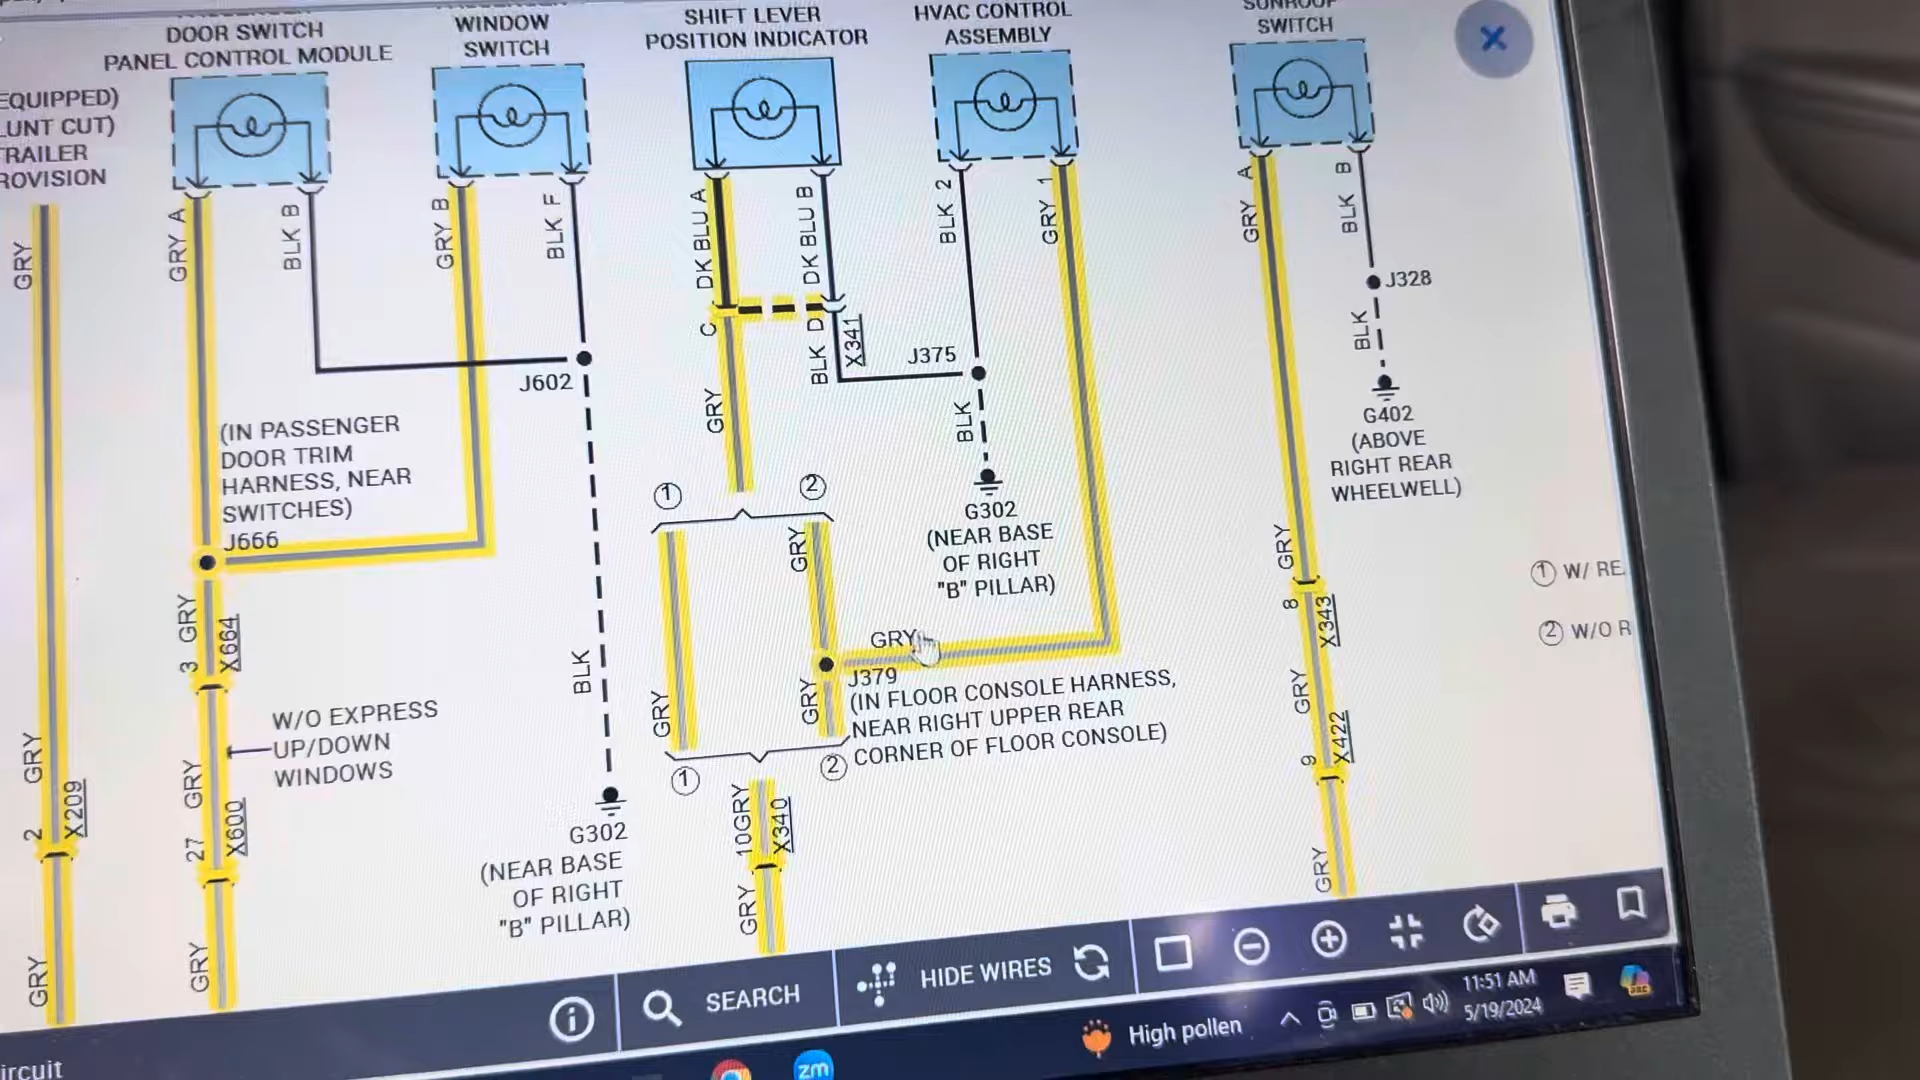 DOOR SWITCH
PANEL CONTROL MODULE
WINDOW
SWITCH
SHIFT LEVER
POSITION INDICATOR
HVAC CONTROL
ASSEMBLY
SUNROOF
SWITCH
EQUIPPED)
LUNT CUT)
TRAILER
ROVISION
GRY
GRY A
BLK B
GRY B
BLK F
DK BLU A
DK BLU B
BLK 2
GRY 1
GRY A
BLK B
J328
BLK
G402
(ABOVE
RIGHT REAR
WHEELWELL)
C
BLK D
X341
J375
J602
GRY
BLK
G302
(NEAR BASE
OF RIGHT
"B" PILLAR)
(IN PASSENGER
DOOR TRIM
HARNESS, NEAR
SWITCHES)
J666
1
2
GRY
GRY
J379
(IN FLOOR CONSOLE HARNESS,
NEAR RIGHT UPPER REAR
CORNER OF FLOOR CONSOLE)
GRY
GRY
1
2
3 GRY
X664
W/O EXPRESS
UP/DOWN
WINDOWS
BLK
G302
(NEAR BASE
OF RIGHT
"B" PILLAR)
2 GRY
X209
27 GRY
X600
10GRY
X340
GRY
GRY
GRY
GRY
8
X343
GRY
9
X422
GRY
1 W/ RE
2 W/O R
SEARCH
HIDE WIRES
ircuit
High pollen
11:51 AM
5/19/2024
zm